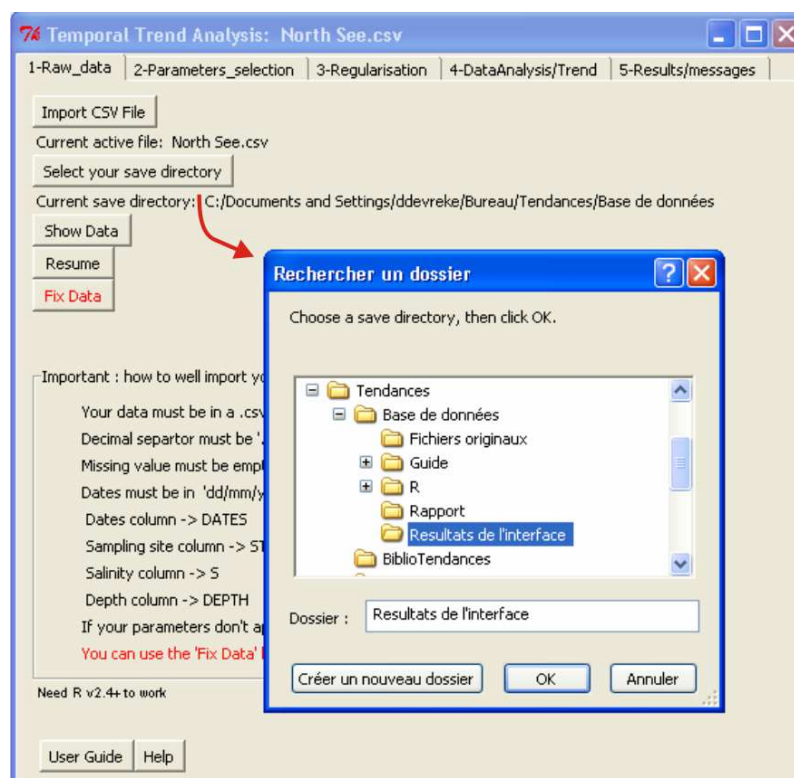 Temporal Trend Analysis: North See.csv
1-Raw_data 2-Parameters_selection 3-Regularisation 4-DataAnalysis/Trend 5-Results/messages
Import CSV File
Current active file: North See.csv
Select your save directory
Current save directory: C:/Documents and Settings/ddevreke/Bureau/Tendances/Base de données
Show Data
Resume
Fix Data
Important : how to well import
Your data must be in a .csv
Decimal separtor must be '.
Missing value must be
Dates must be in 'dd/mm/
Dates column -> DATES
Sampling site column ->
Salinity column -> S
Depth column -> DEPTH
If your parameters don't
You can use the 'Fix Data'
Need R v2.4+ to work
User Guide Help
Rechercher un dossier
Choose a save directory, then click OK.
Tendances
Base de données
Fichiers originaux
Guide
R
Rapport
Resultats de l'interface
BiblioTendances
Dossier : Resultats de l'interface
Créer un nouveau dossier OK Annuler